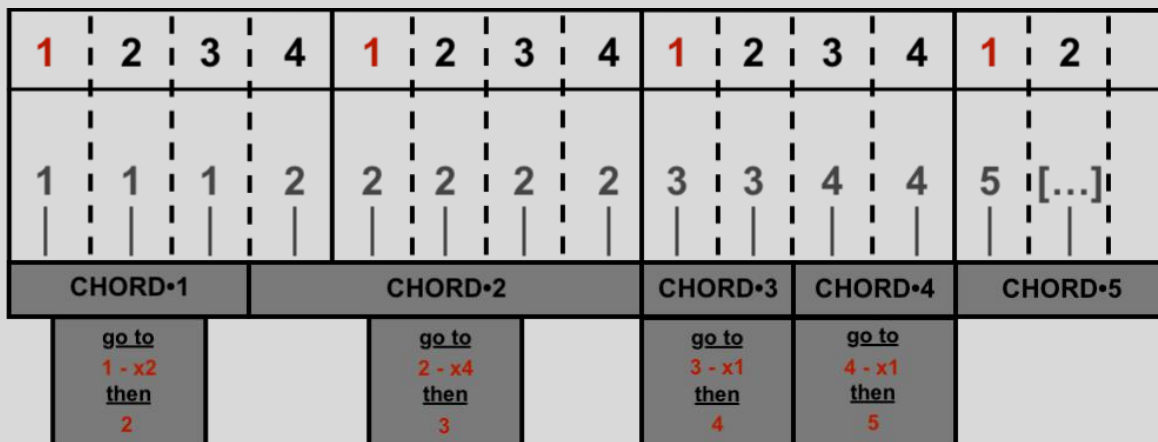 1 2 3 4 1 2 3 4 1 2 3 4 1 2
1 1 1 2 2 2 2 2 3 3 4 4 5 [...]
CHORD•1 CHORD•2 CHORD•3 CHORD•4 CHORD•5
go to
1 - x2
then
2
go to
2 - x4
then
3
go to
3 - x1
then
4
go to
4 - x1
then
5